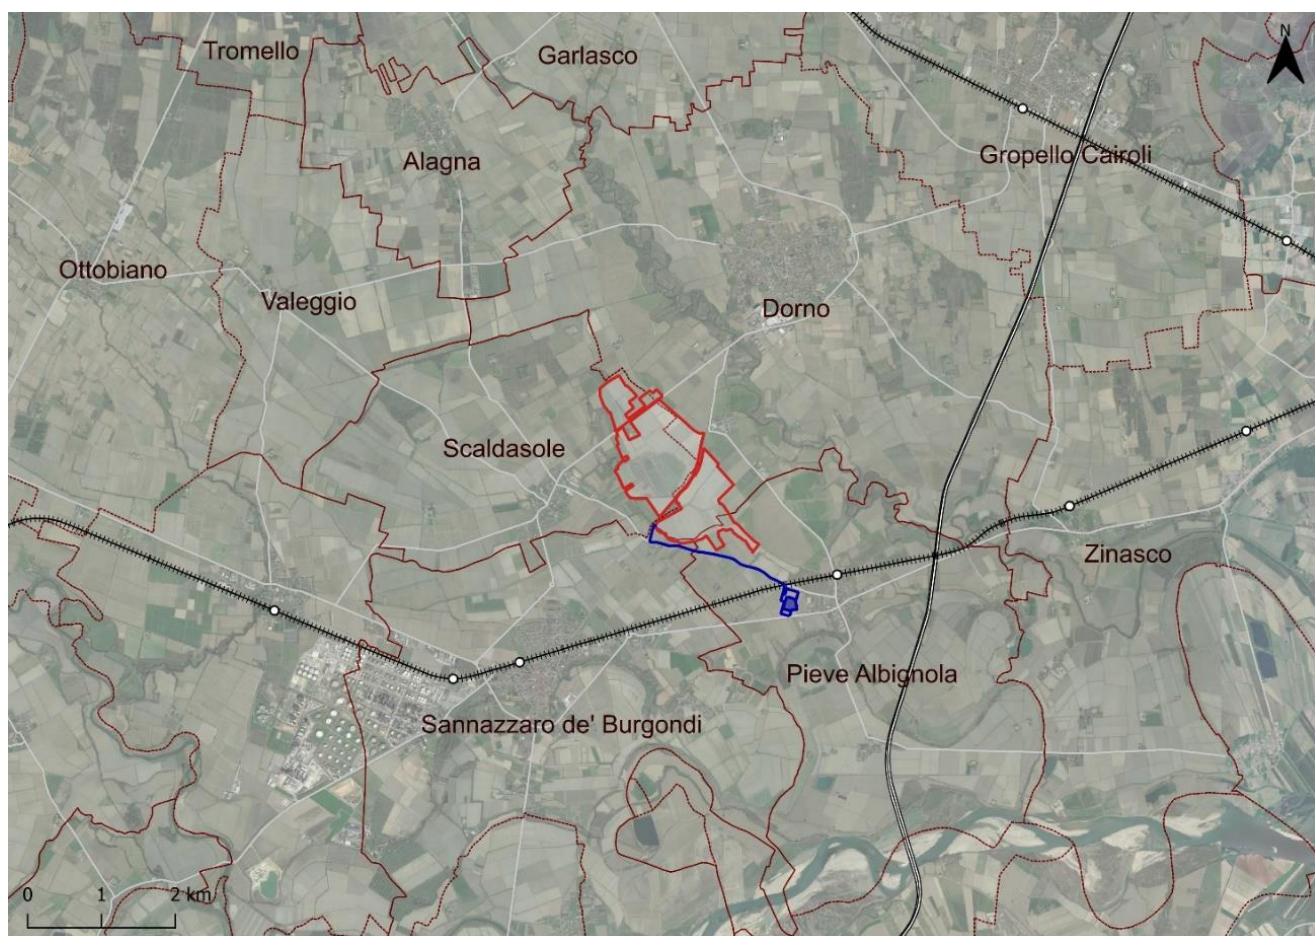 N
Tromello
Garlasco
Alagna
Gropello Cairoli
Ottobiano
Valeggio
Dorno
Scaldasole
Zinasco
Pieve Albignola
Sannazzaro de' Burgondi
0 1 2 km